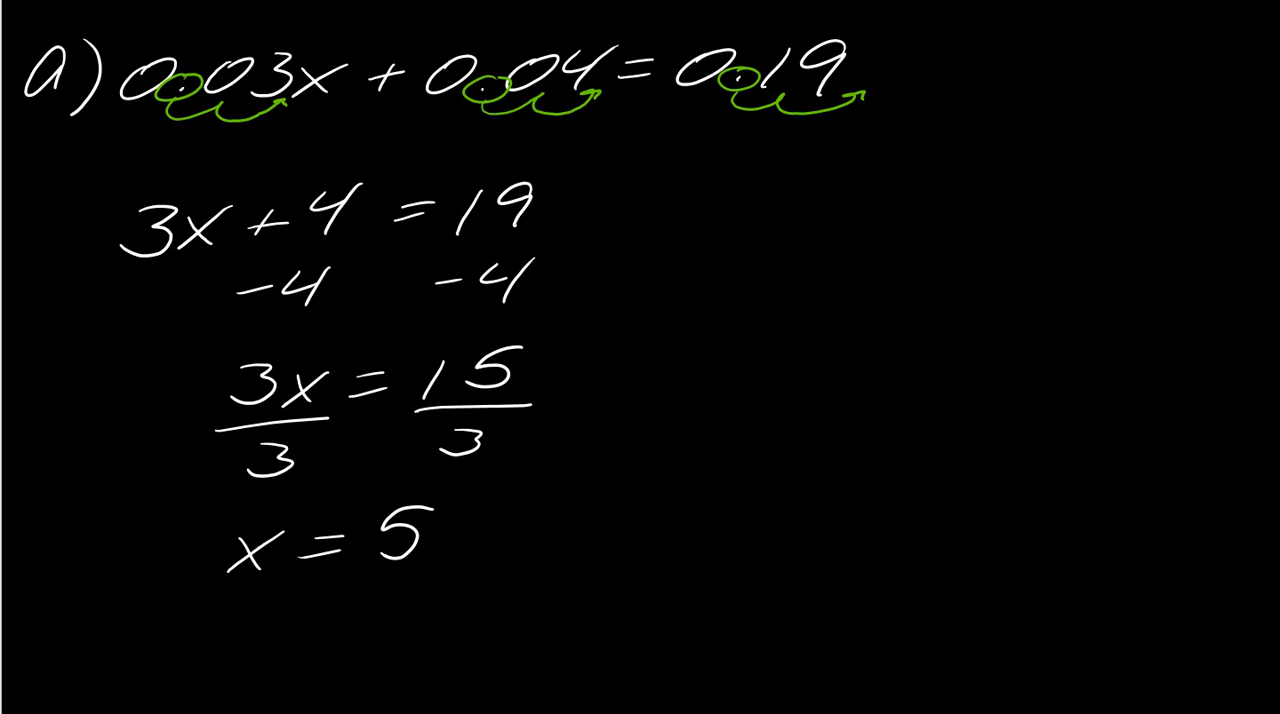 a) 0.03x + 0.04 = 0.19
3x + 4 = 19
-4 -4
3x = 15
3 3
x = 5